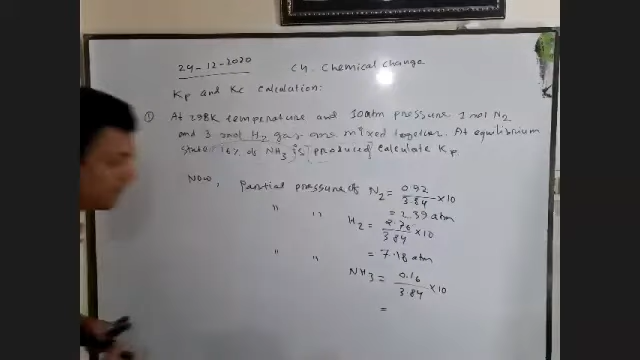 24-12-2020
C4. Chemical change
Kp and Kc calculation:
① At 298K temperature and 10 atm pressure 1 mol N2
and 3 mol H2 gas are mixed together. At equilibrium
state 16% of NH3 is produced calculate Kp
Now, Partial pressure of N2 = 0.92/3.84 × 10
= 2.39 atm
" " H2 = 2.76/3.84 × 10
= 7.18 atm
" " NH3 = 0.16/3.84 × 10
=